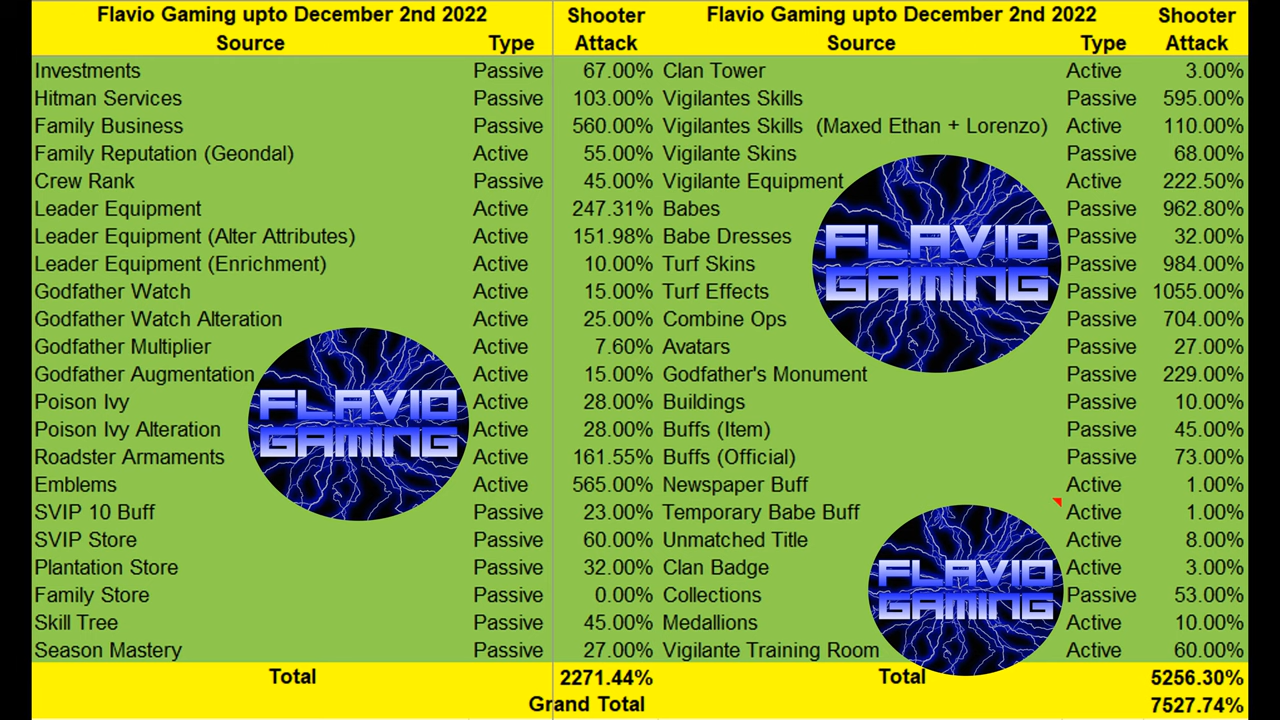 Flavio Gaming upto December 2nd 2022 Shooter Flavio Gaming upto December 2nd 2022 Shooter
Source Type Attack Source Type Attack
Investments Passive 67.00% Clan Tower Active 3.00%
Hitman Services Passive 103.00% Vigilantes Skills Passive 595.00%
Family Business Passive 560.00% Vigilantes Skills (Maxed Ethan + Lorenzo) Active 110.00%
Family Reputation (Geondal) Active 55.00% Vigilante Skins Passive 68.00%
Crew Rank Passive 45.00% Vigilante Equipment Active 222.50%
Leader Equipment Active 247.31% Babes Passive 962.80%
Leader Equipment (Alter Attributes) Active 151.98% Babe Dresses Passive 32.00%
Leader Equipment (Enrichment) Active 10.00% Turf Skins Passive 984.00%
Godfather Watch Active 15.00% Turf Effects Passive 1055.00%
Godfather Watch Alteration Active 25.00% Combine Ops Passive 704.00%
Godfather Multiplier Active 7.60% Avatars Passive 27.00%
Godfather Augmentation Active 15.00% Godfather's Monument Passive 229.00%
Poison Ivy Active 28.00% Buildings Passive 10.00%
Poison Ivy Alteration Active 28.00% Buffs (Item) Passive 45.00%
Roadster Armaments Active 161.55% Buffs (Official) Passive 73.00%
Emblems Active 565.00% Newspaper Buff Active 1.00%
SVIP 10 Buff Passive 23.00% Temporary Babe Buff Active 1.00%
SVIP Store Passive 60.00% Unmatched Title Active 8.00%
Plantation Store Passive 32.00% Clan Badge Active 3.00%
Family Store Passive 0.00% Collections Passive 53.00%
Skill Tree Passive 45.00% Medallions Active 10.00%
Season Mastery Passive 27.00% Vigilante Training Room Active 60.00%
Total 2271.44% Total 5256.30%
Grand Total 7527.74%
FLAVIO
GAMING
FLAVIO
GAMING
FLAVIO
GAMING